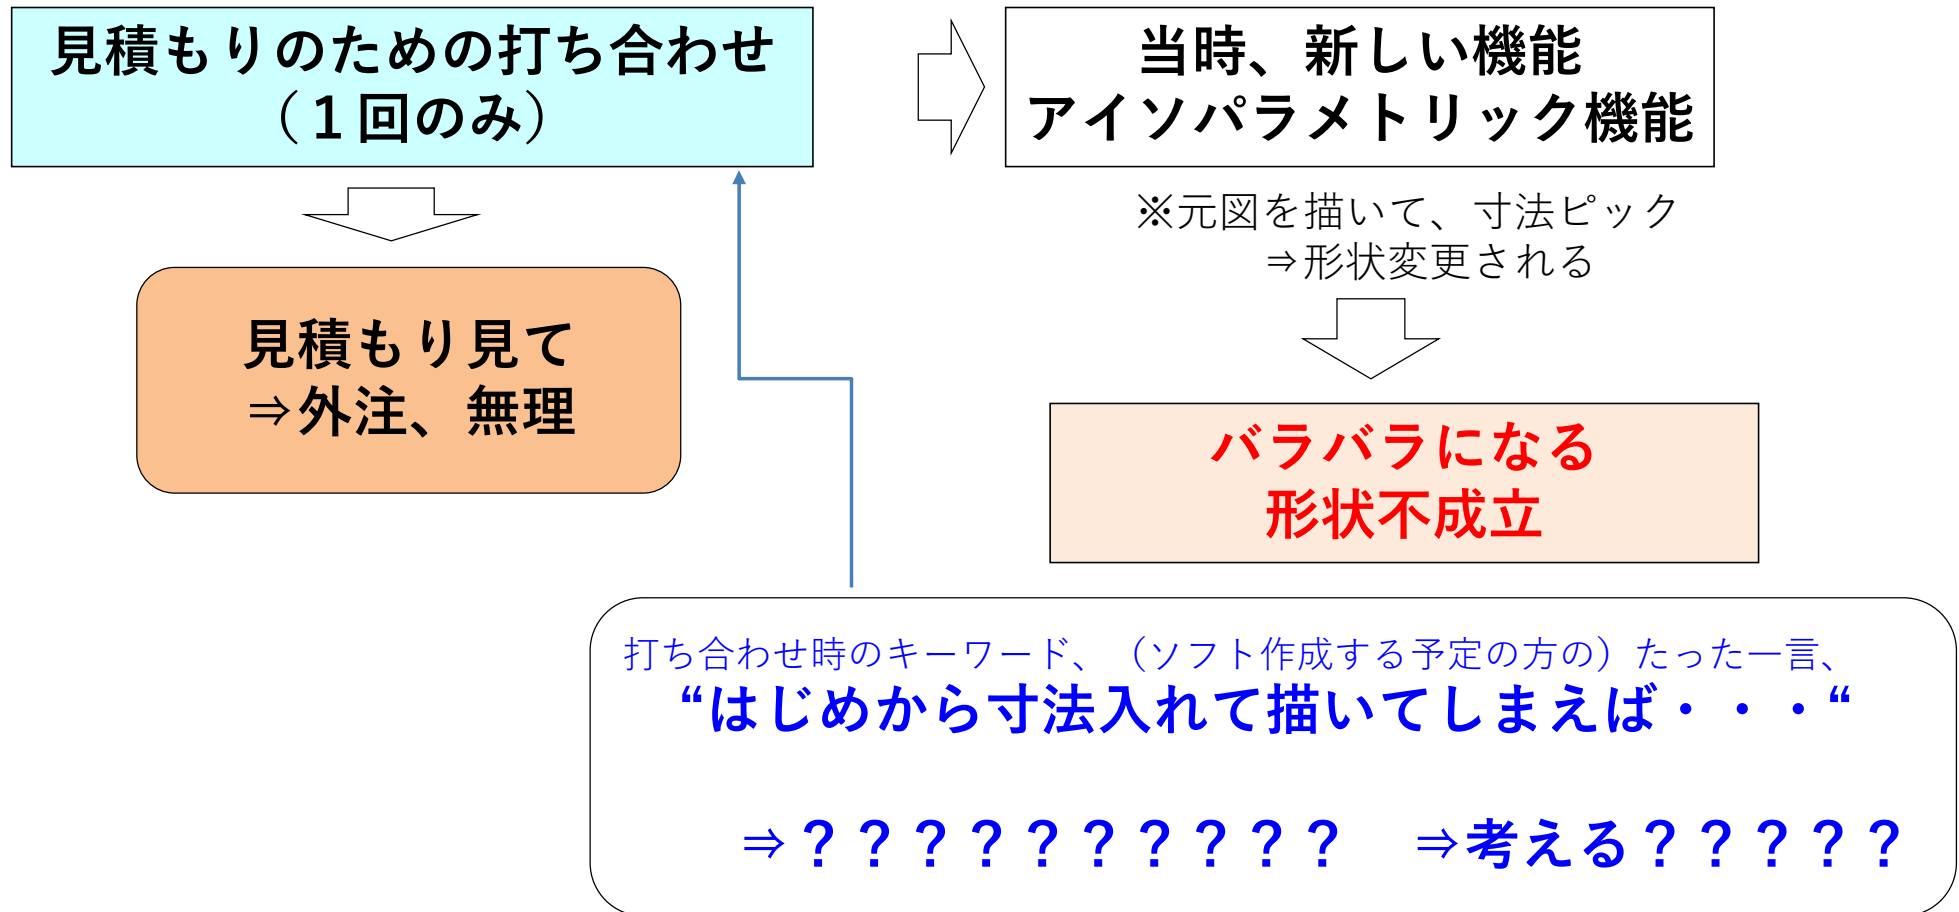 見積もりのための打ち合わせ
（１回のみ）
当時、新しい機能
アイソパラメトリック機能
※元図を描いて、寸法ピック
⇒形状変更される
見積もり見て
⇒外注、無理
バラバラになる
形状不成立
打ち合わせ時のキーワード、（ソフト作成する予定の方の）たった一言、
“はじめから寸法入れて描いてしまえば・・・“
⇒？？？？？？？？？？　⇒考える？？？？？